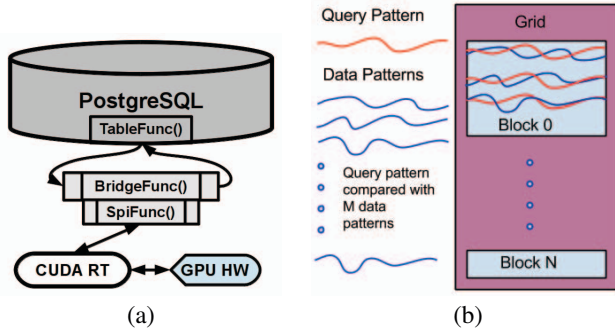 PostgreSQL
TableFunc()
BridgeFunc()
SpiFunc()
CUDA RT
GPU HW
(a)
Query Pattern
Data Patterns
Query pattern
compared with
M data
patterns
Grid
Block 0
Block N
(b)